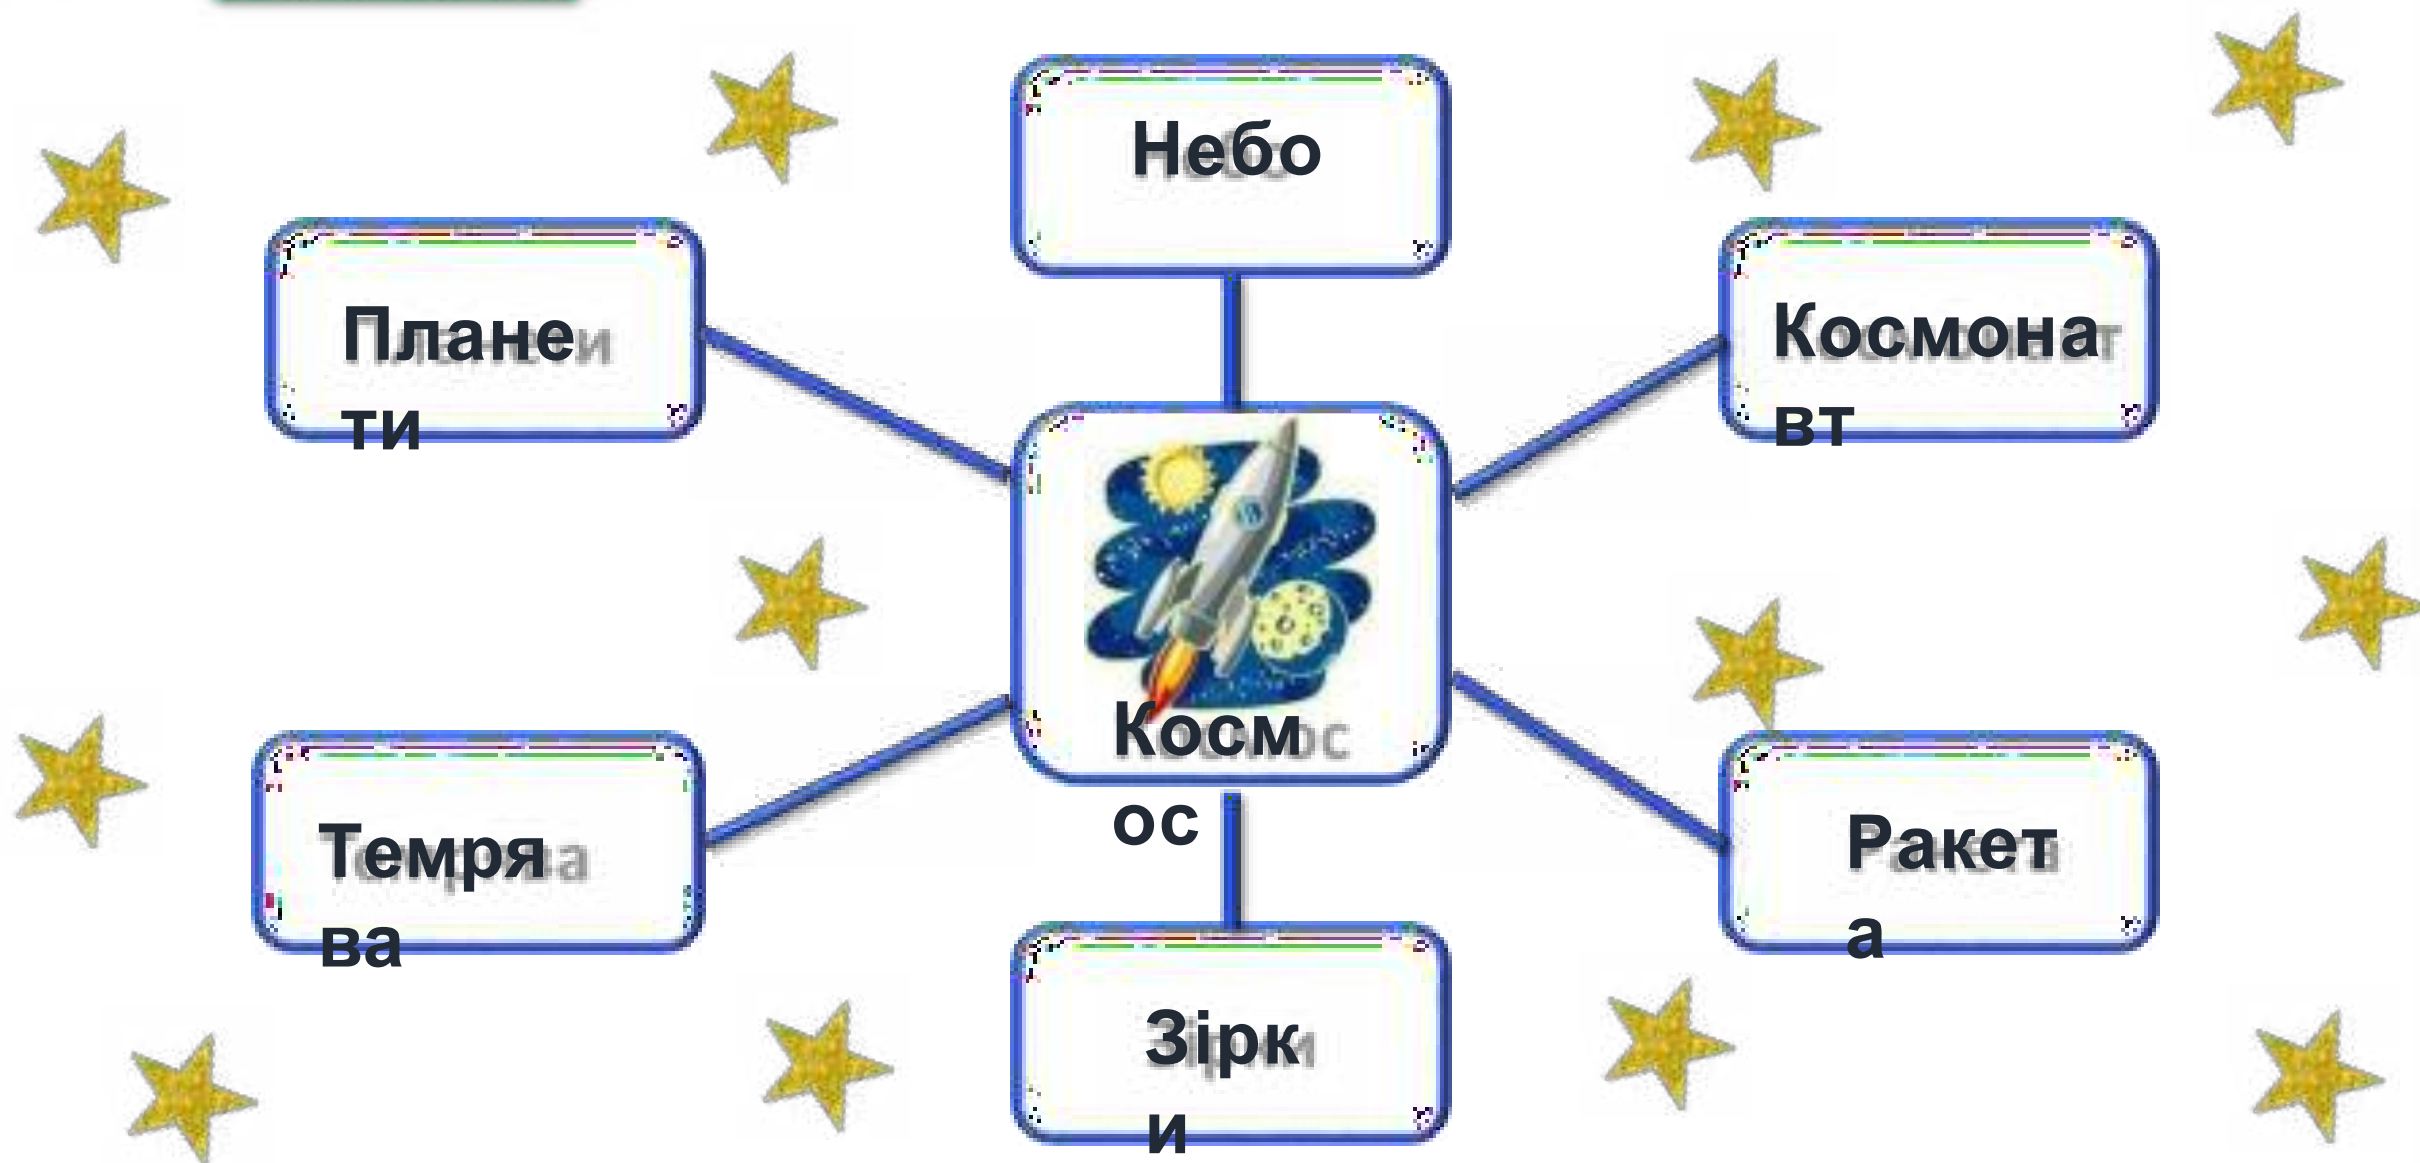 Небо
Плане
ти
Космона
вт
Косм
ос
Темря
ва
Ракет
а
Зірк
и